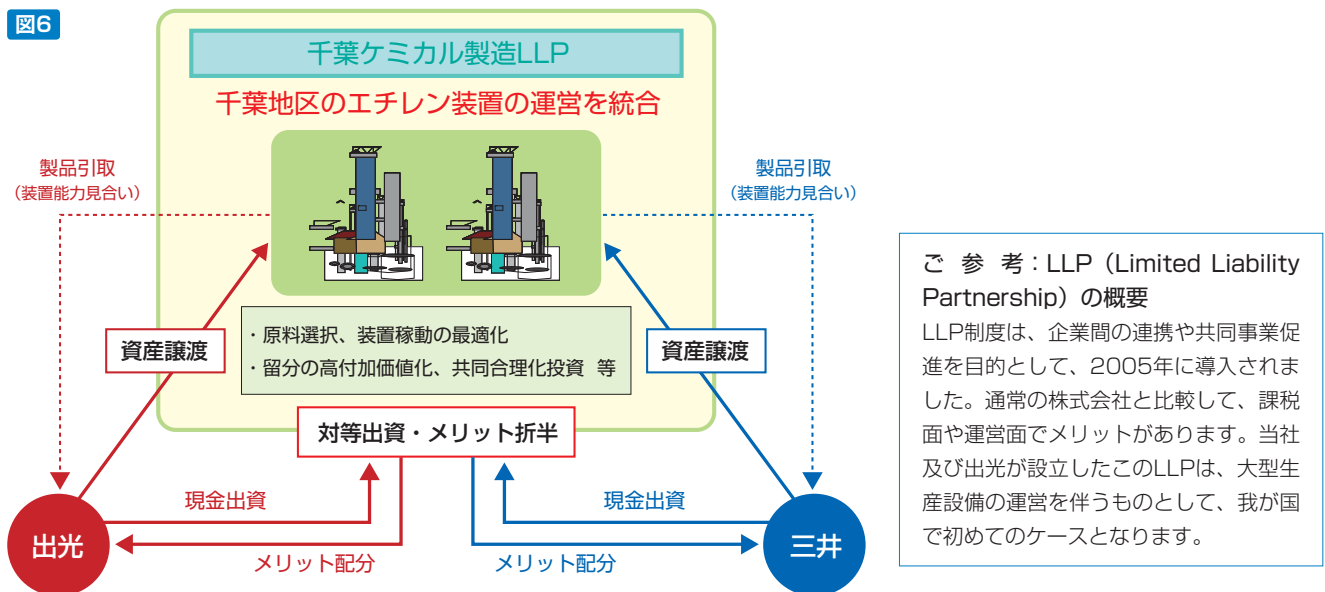 図6
千葉ケミカル製造LLP
千葉地区のエチレン装置の運営を統合
製品引取
（装置能力見合い）
製品引取
（装置能力見合い）
資産譲渡
・原料選択、装置稼動の最適化
・留分の高付加価値化、共同合理化投資 等
資産譲渡
対等出資・メリット折半
現金出資
現金出資
出光
三井
メリット配分
メリット配分
ご 参 考：LLP（Limited Liability
Partnership）の概要
LLP制度は、企業間の連携や共同事業促
進を目的として、2005年に導入されま
した。通常の株式会社と比較して、課税
面や運営面でメリットがあります。当社
及び出光が設立したこのLLPは、大型生
産設備の運営を伴うものとして、我が国
で初めてのケースとなります。